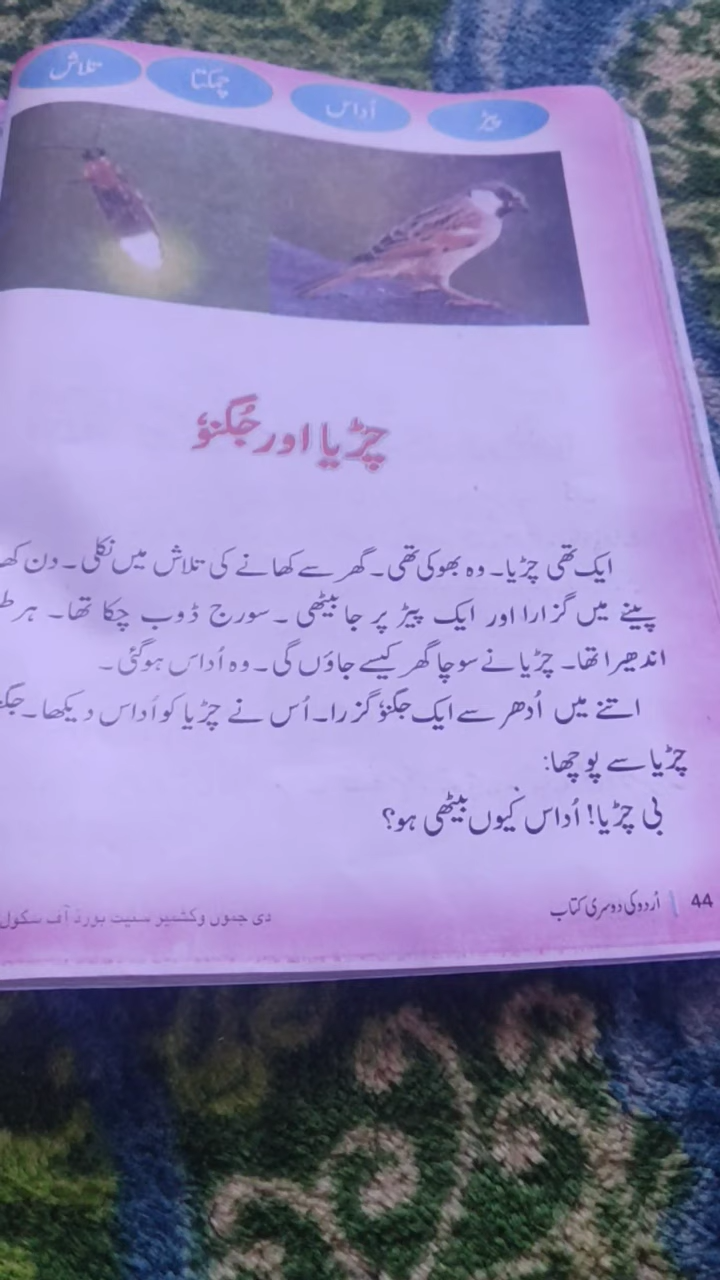 پیڑ
اُداس
چمکتا
تلاش
چڑیا اور جُگنوٗ
ایک تھی چڑیا۔ وہ بھوکی تھی۔ گھر سے کھانے کی تلاش میں نکلی۔ دن
پینے میں گزارا اور ایک پیڑ پر جا بیٹھی۔ سورج ڈوب چکا تھا۔
اندھیرا تھا۔ چڑیا نے سوچا گھر کیسے جاؤں گی۔ وہ اُداس ہوگئی۔
اتنے میں اُدھر سے ایک جگنوٗ گزرا۔ اُس نے چڑیا کو اُداس دیکھا۔
چڑیا سے پوچھا:
بی چڑیا! اُداس کیوں بیٹھی ہو؟
44 | اُردو کی دوسری کتاب
دی جموں وکشمیر سٹیٹ بورڈ آف سکول